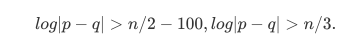 log|p − q| > n/2 − 100, log|p − q| > n/3.